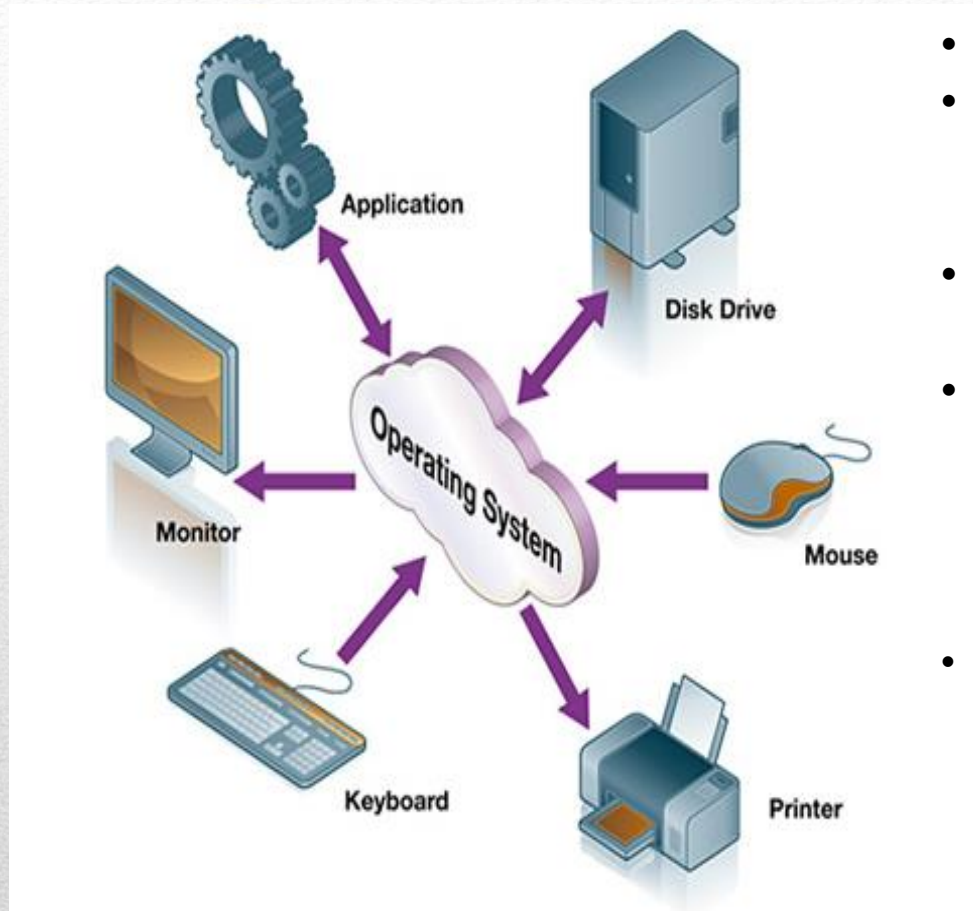 Application
Disk Drive
Operating System
Monitor
Mouse
Keyboard
Printer